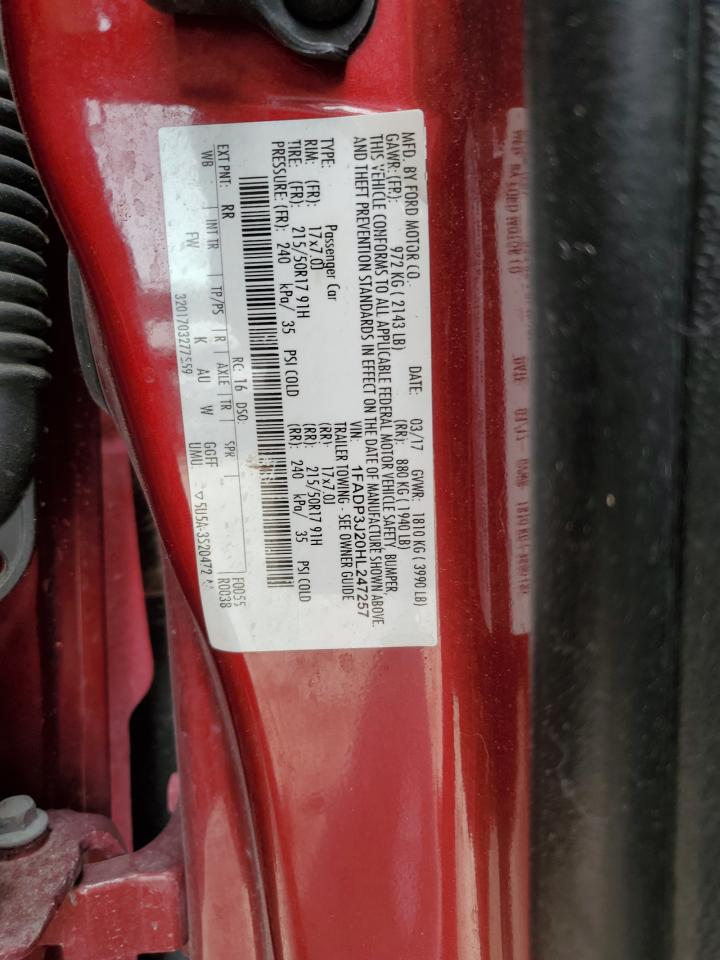 MFD. BY FORD MOTOR CO.
DATE: 03/17 GVWR: 1810 KG ( 3990 LB)
GAWR: (FR): 972 KG ( 2143 LB) (RR): 880 KG ( 1940 LB)
THIS VEHICLE CONFORMS TO ALL APPLICABLE FEDERAL MOTOR VEHICLE SAFETY, BUMPER,
AND THEFT PREVENTION STANDARDS IN EFFECT ON THE DATE OF MANUFACTURE SHOWN ABOVE.
VIN: 1FADP3J20HL247257
TYPE: Passenger Car TRAILER TOWING - SEE OWNER GUIDE
RIM: (FR): 17x7.0J (RR): 17x7.0J
TIRE: (FR): 215/50R17 91H (RR): 215/50R17 91H
PRESSURE: (FR): 240 kPa/ 35 PSI COLD (RR): 240 kPa/ 35 PSI COLD
EXT PNT: RR RC: 16 DSO: F0055
WB INT TR TP/PS R AXLE TR SPR R0038
FW K AU W GGFF
3201703277559 UMU ▽ 5U5A-3520472